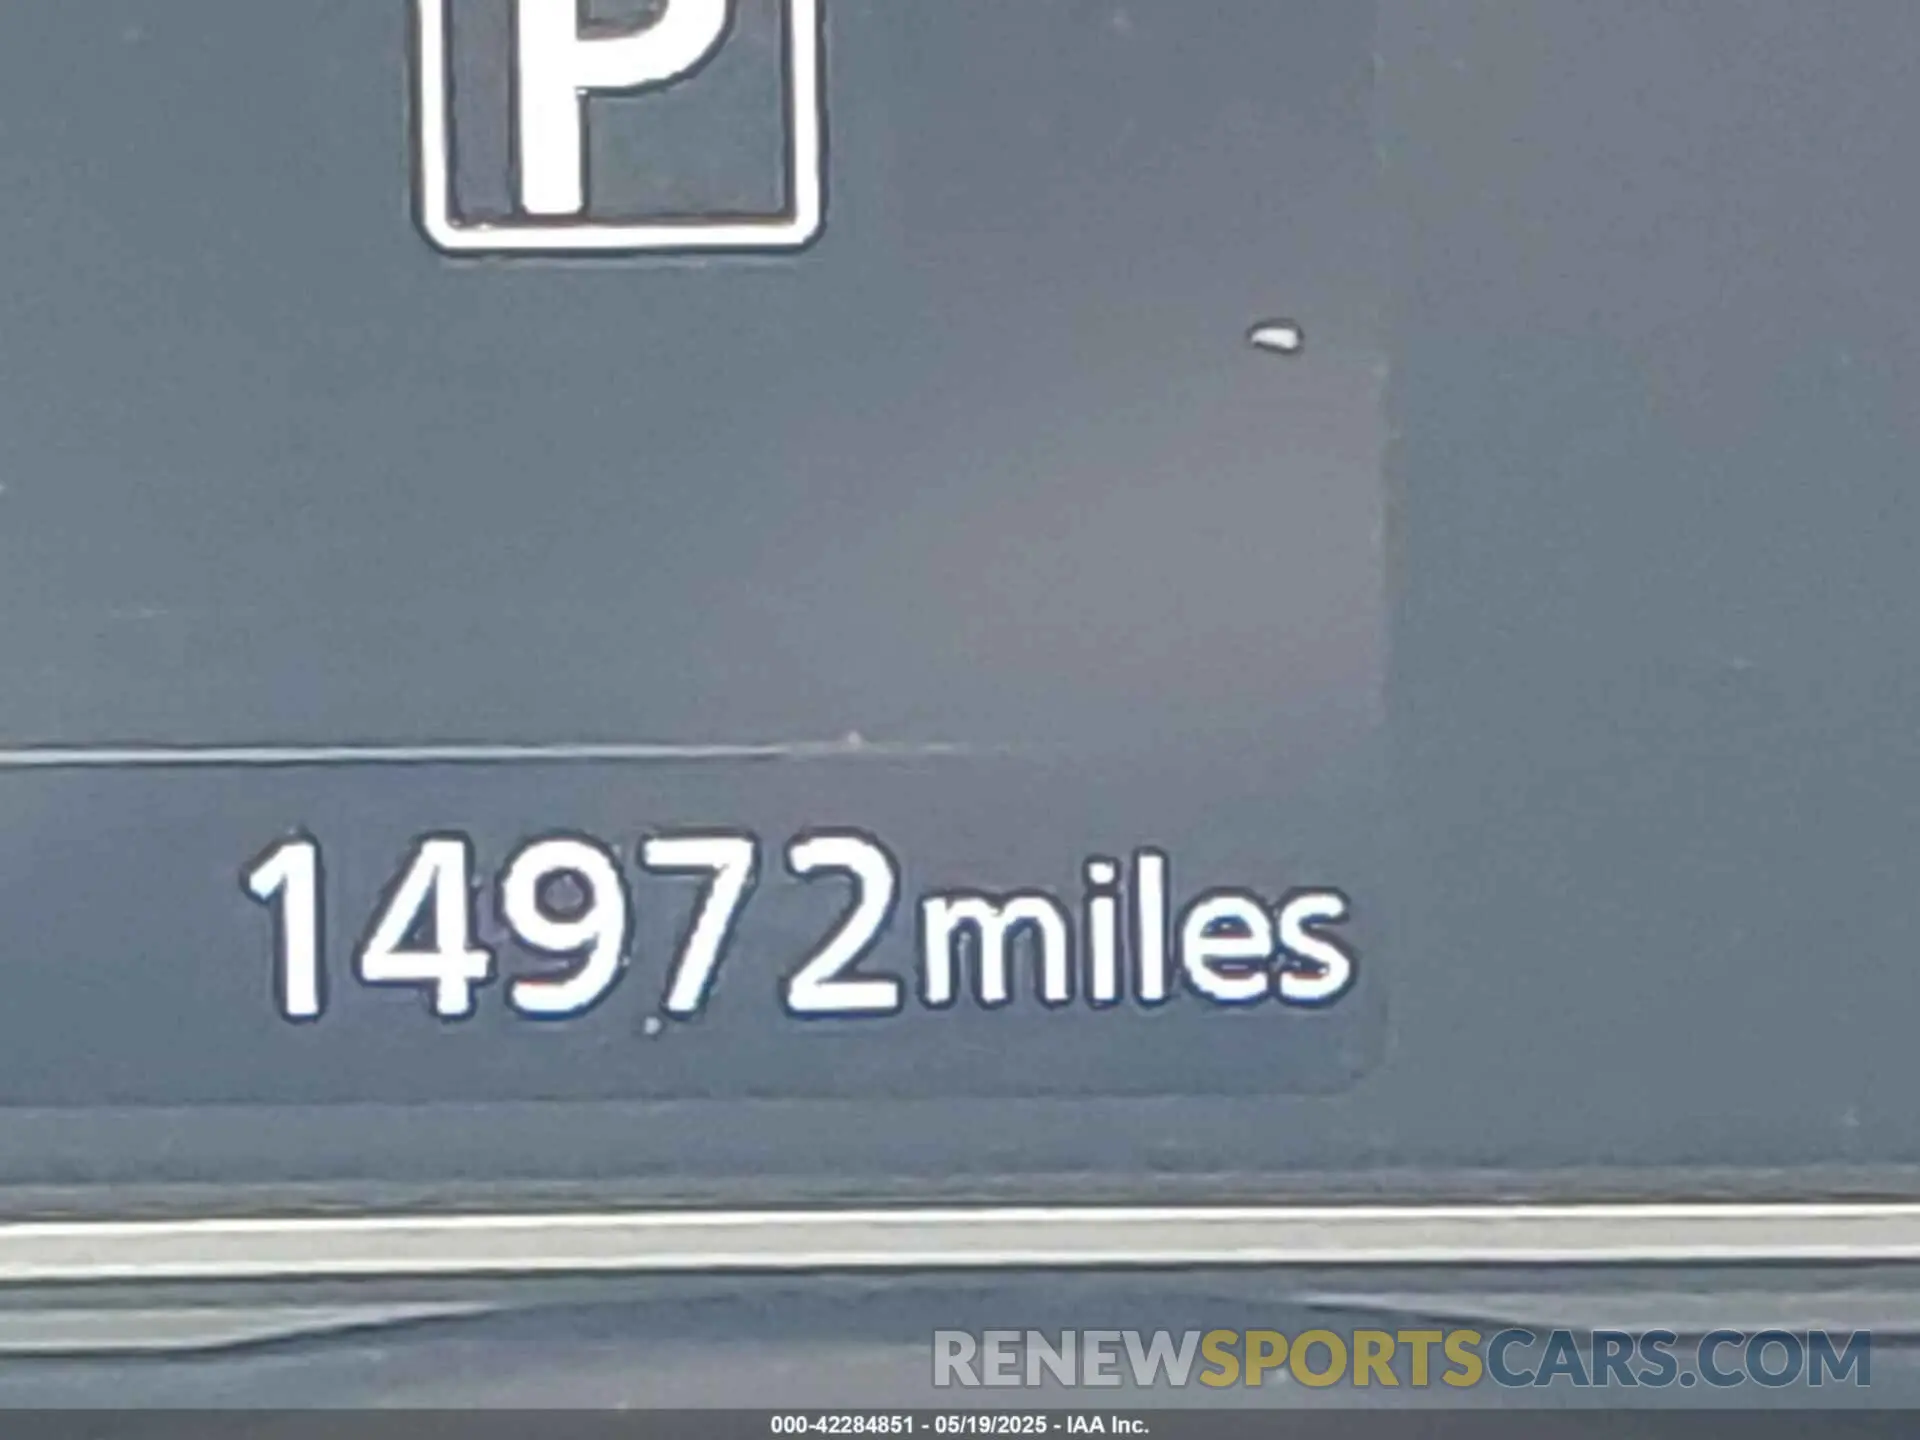 P
14972miles
RENEWSPORTSCARS.COM
000-42284851 - 05/19/2025 - IAA Inc.